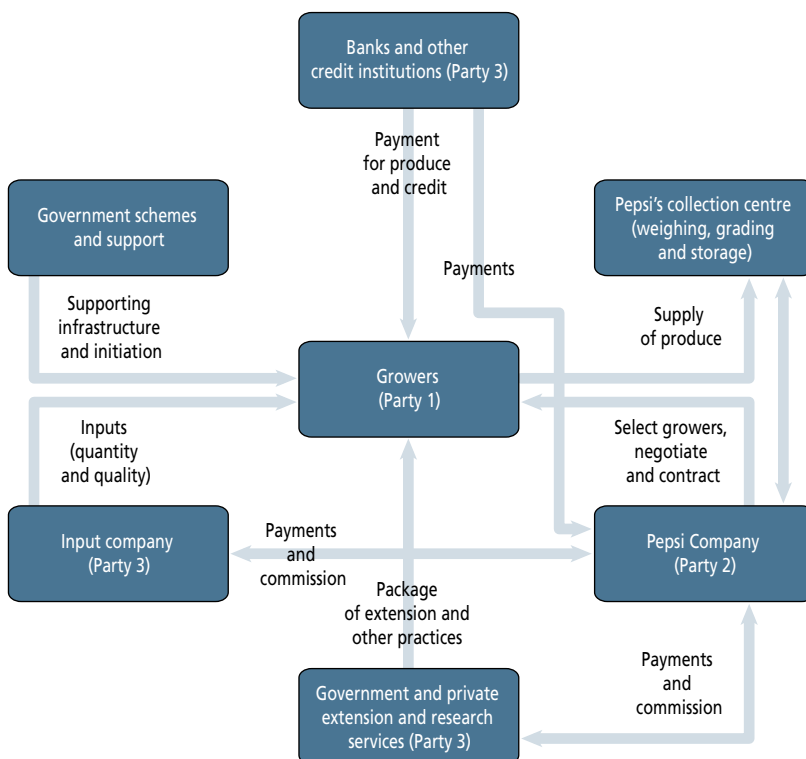 Banks and other
credit institutions (Party 3)
Payment
for produce
and credit
Government schemes
and support
Pepsi's collection centre
(weighing, grading
and storage)
Payments
Supporting
infrastructure
and initiation
Supply
of produce
Growers
(Party 1)
Inputs
(quantity
and quality)
Select growers,
negotiate
and contract
Input company
(Party 3)
Payments
and
commission
Pepsi Company
(Party 2)
Package
of extension and
other practices
Payments
and
commission
Government and private
extension and research
services (Party 3)